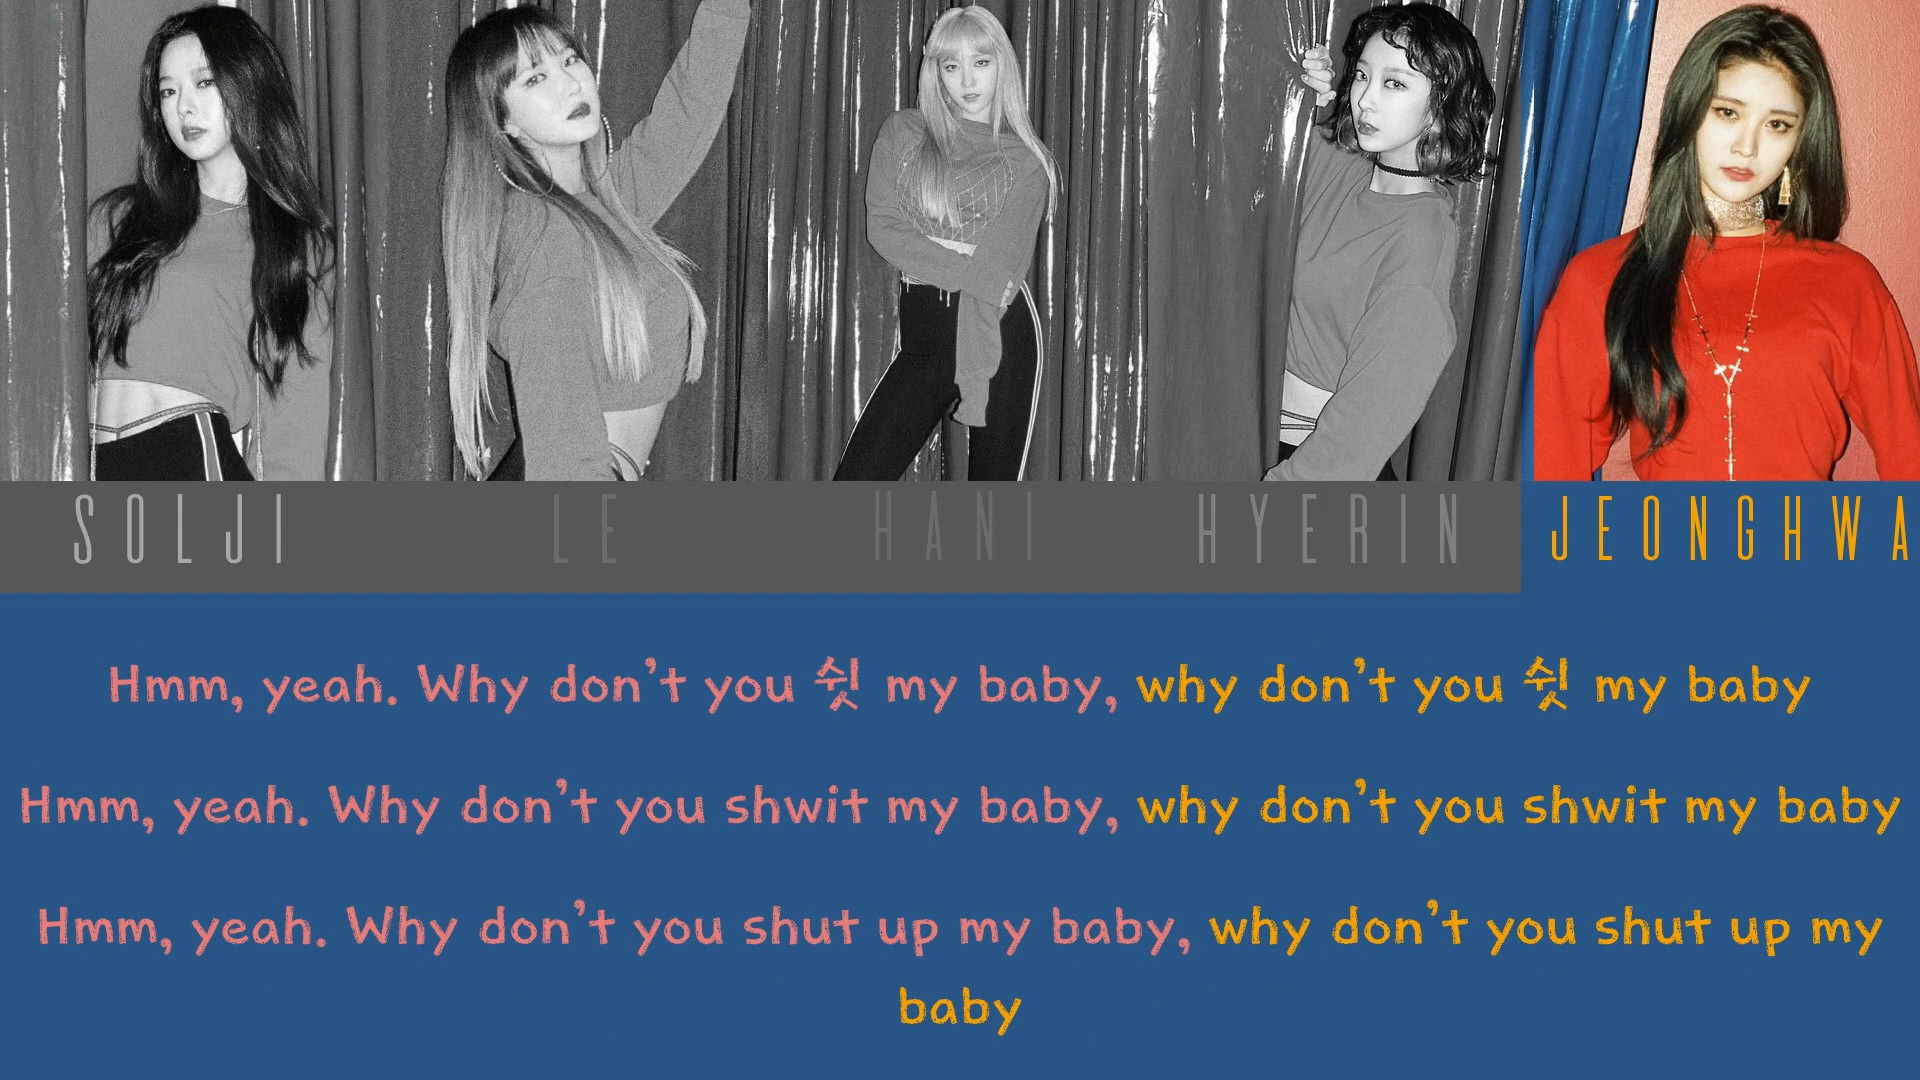 SOLJI LE HANI HYERIN JEONGHWA
Hmm, yeah. Why don't you 쉿 my baby, why don't you 쉿 my baby
Hmm, yeah. Why don't you shwit my baby, why don't you shwit my baby
Hmm, yeah. Why don't you shut up my baby, why don't you shut up my
baby